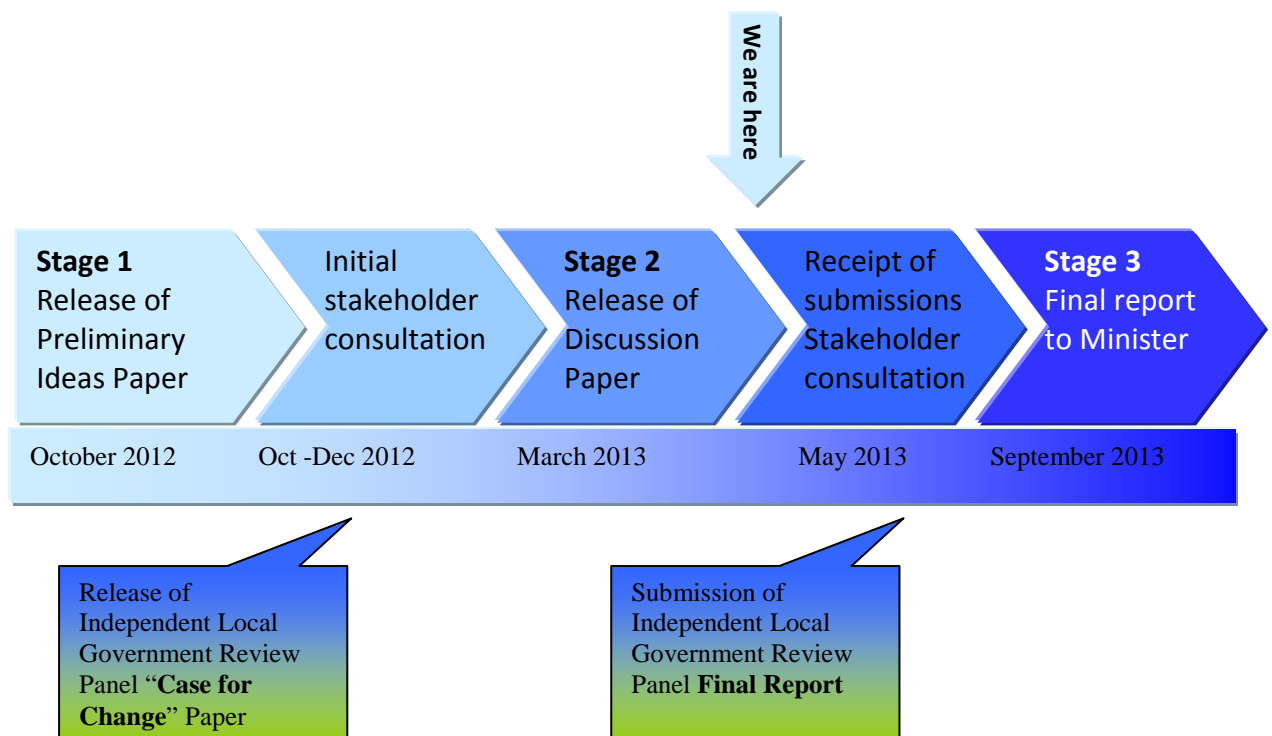 We are here
Stage 1
Release of
Preliminary
Ideas Paper
Initial
stakeholder
consultation
Stage 2
Release of
Discussion
Paper
Receipt of
submissions
Stakeholder
consultation
Stage 3
Final report
to Minister
October 2012
Oct -Dec 2012
March 2013
May 2013
September 2013
Release of
Independent Local
Government Review
Panel “Case for
Change” Paper
Submission of
Independent Local
Government Review
Panel Final Report